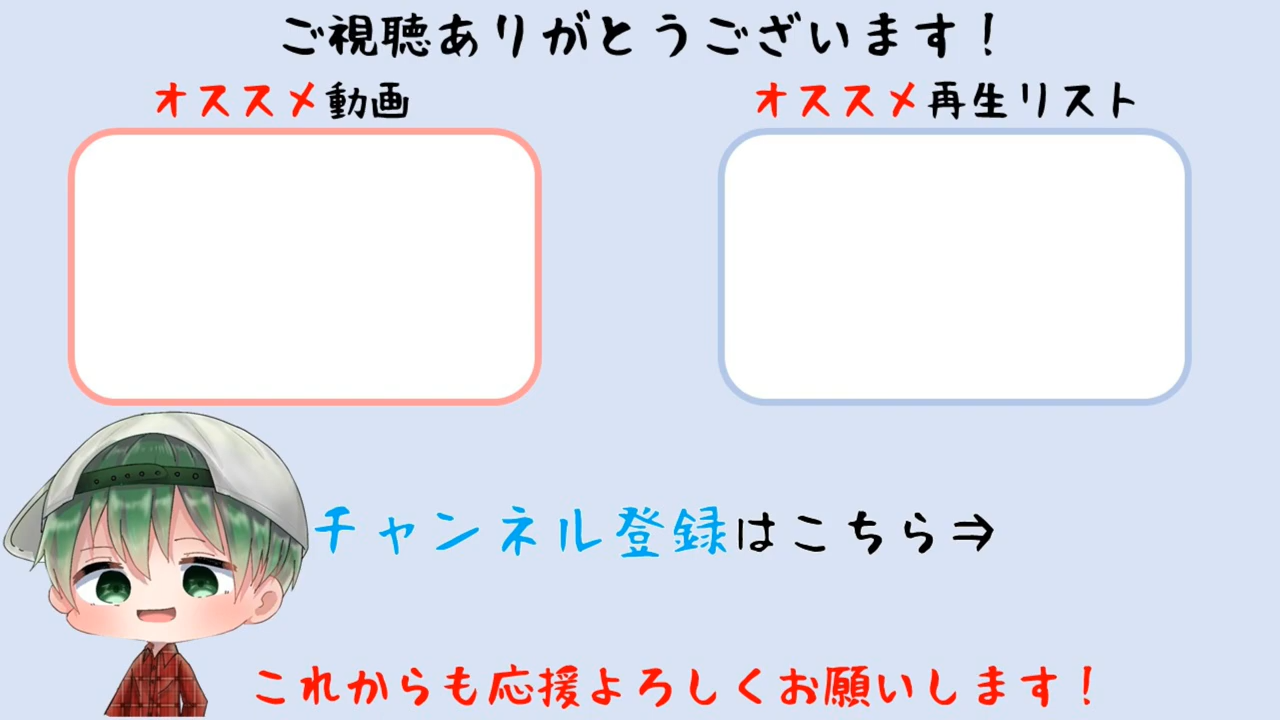 ご視聴ありがとうございます!
オススメ動画
オススメ再生リスト
チャンネル登録はこちら⇒
これからも応援よろしくお願いします!